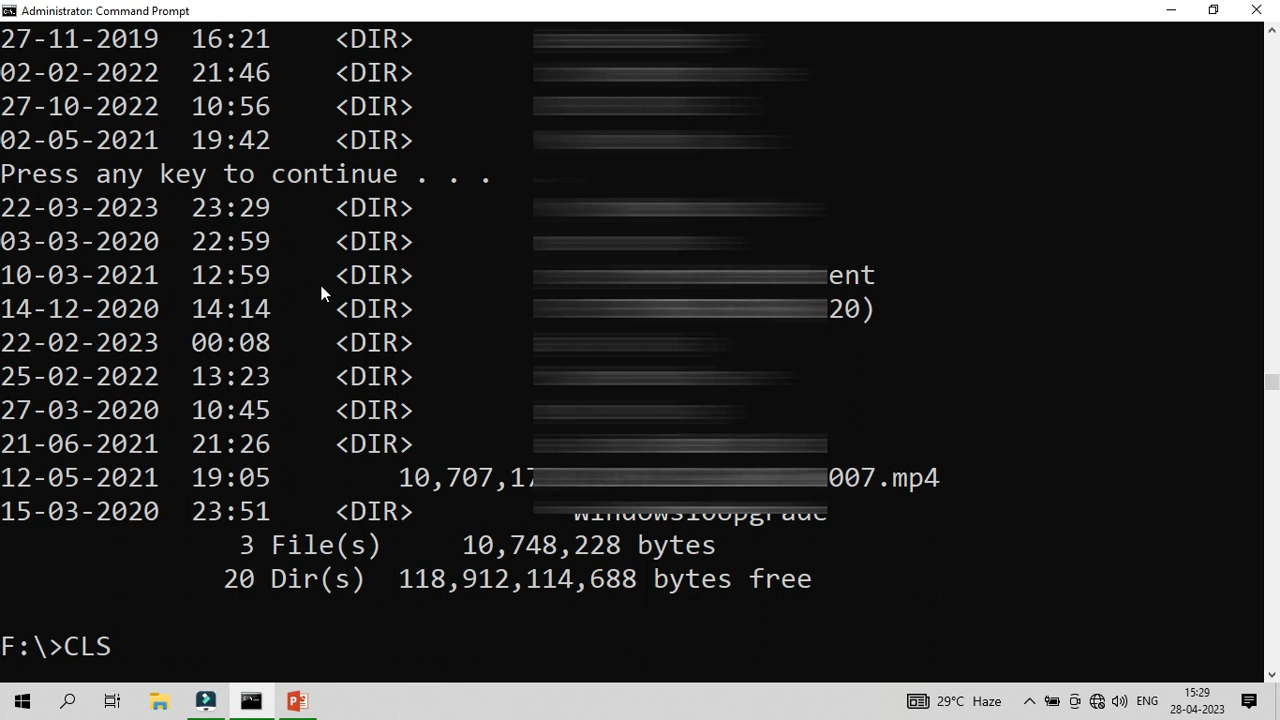 Administrator: Command Prompt
27-11-2019 16:21 <DIR>
02-02-2022 21:46 <DIR>
27-10-2022 10:56 <DIR>
02-05-2021 19:42 <DIR>
Press any key to continue . . .
22-03-2023 23:29 <DIR>
03-03-2020 22:59 <DIR>
10-03-2021 12:59 <DIR> ent
14-12-2020 14:14 <DIR> 20)
22-02-2023 00:08 <DIR>
25-02-2022 13:23 <DIR>
27-03-2020 10:45 <DIR>
21-06-2021 21:26 <DIR>
12-05-2021 19:05 10,707,17 007.mp4
15-03-2020 23:51 <DIR>
3 File(s) 10,748,228 bytes
20 Dir(s) 118,912,114,688 bytes free
F:\>CLS
29°C Haze ENG 15:29
28-04-2023